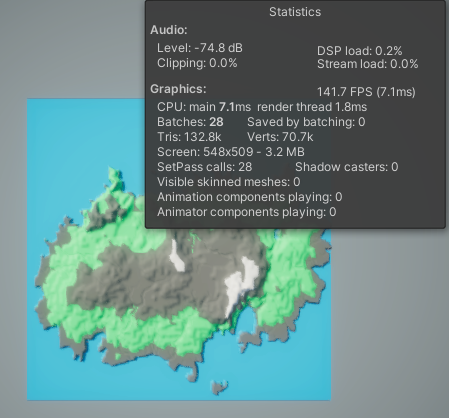 Statistics
Audio:
Level: -74.8 dB DSP load: 0.2%
Clipping: 0.0% Stream load: 0.0%
Graphics: 141.7 FPS (7.1ms)
CPU: main 7.1ms render thread 1.8ms
Batches: 28 Saved by batching: 0
Tris: 132.8k Verts: 70.7k
Screen: 548x509 - 3.2 MB
SetPass calls: 28 Shadow casters: 0
Visible skinned meshes: 0
Animation components playing: 0
Animator components playing: 0